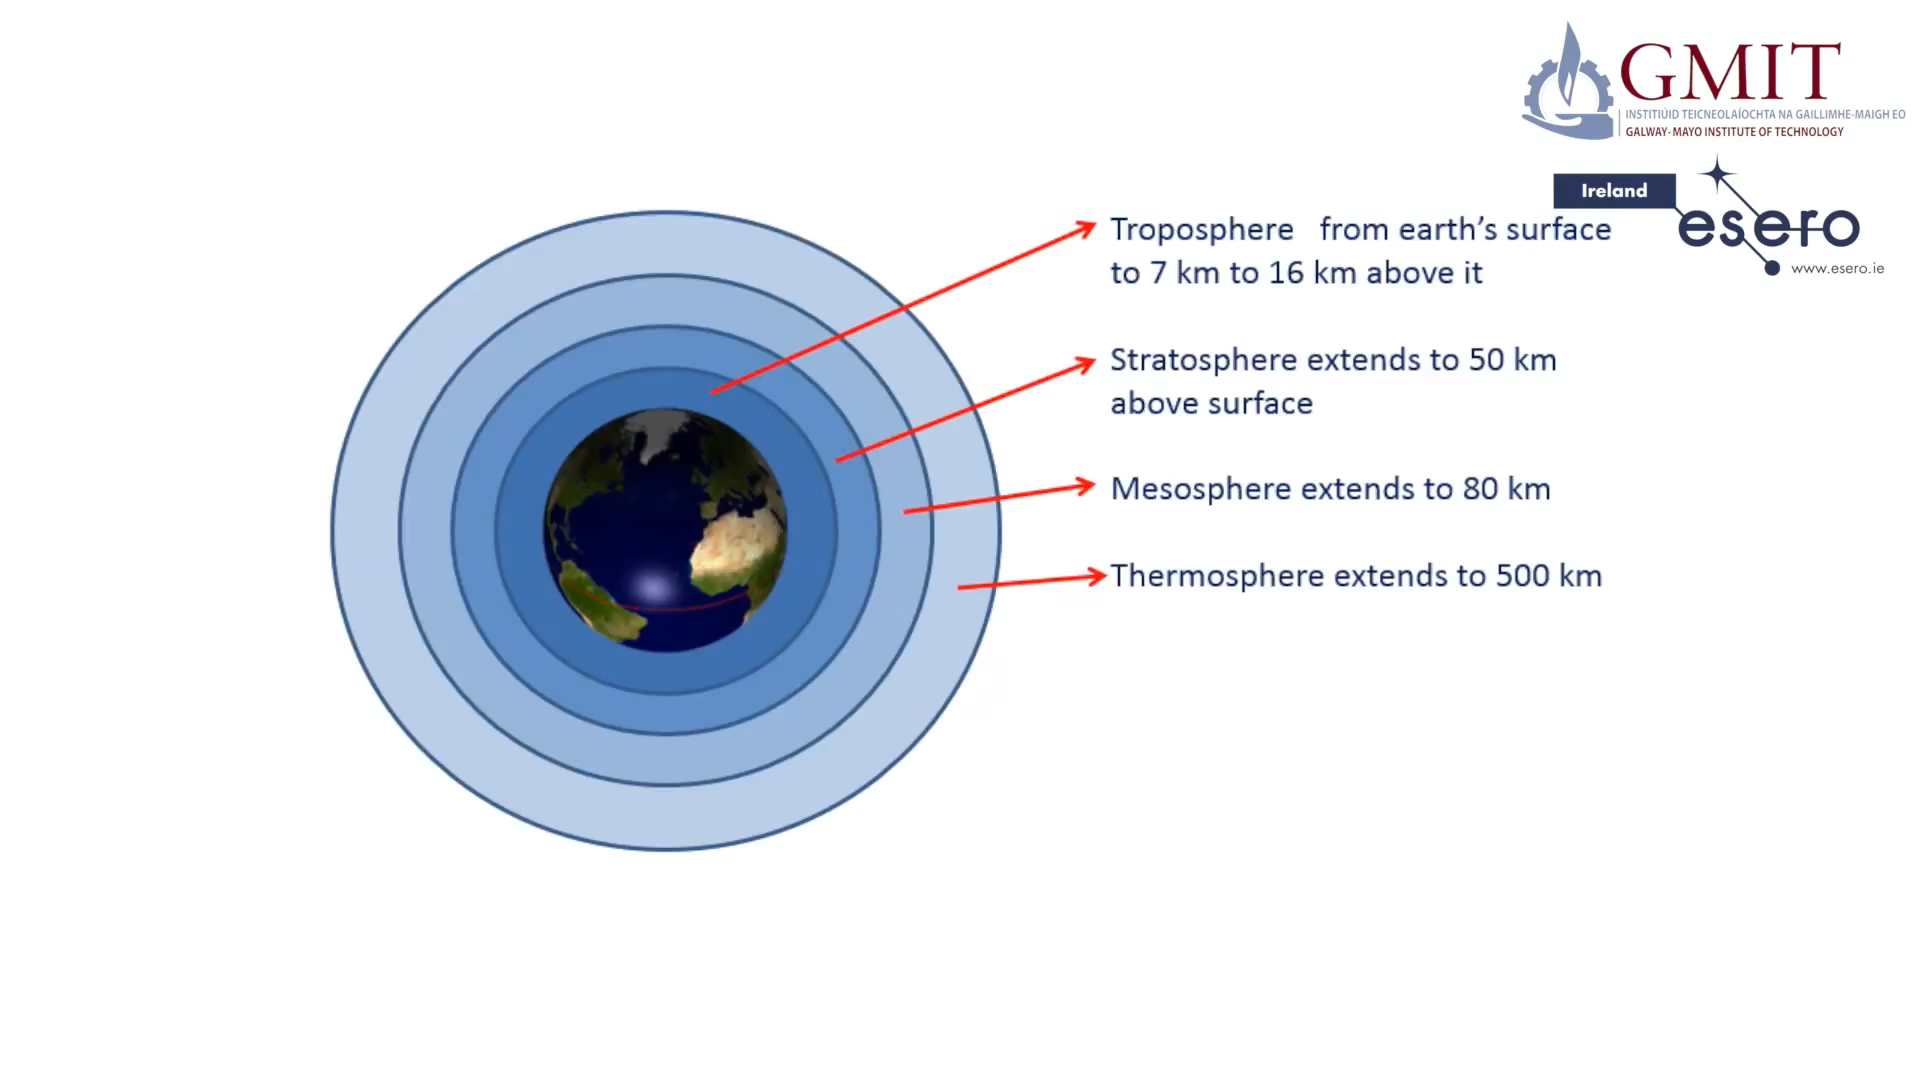 GMIT
INSTITIÚID TEICNEOLAÍOCHTA NA GAILLIMHE-MAIGH EO
GALWAY-MAYO INSTITUTE OF TECHNOLOGY
Ireland
esero
www.esero.ie
Troposphere from earth's surface
to 7 km to 16 km above it
Stratosphere extends to 50 km
above surface
Mesosphere extends to 80 km
Thermosphere extends to 500 km